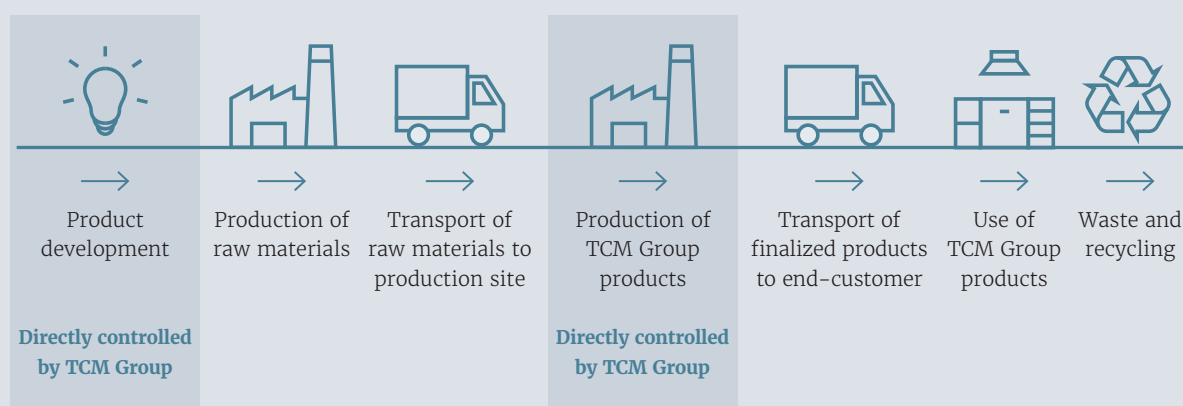 Product
development
Directly controlled
by TCM Group
Production of
raw materials
Transport of
raw materials to
production site
Production of
TCM Group
products
Directly controlled
by TCM Group
Transport of
finalized products
to end-customer
Use of
TCM Group
products
Waste and
recycling